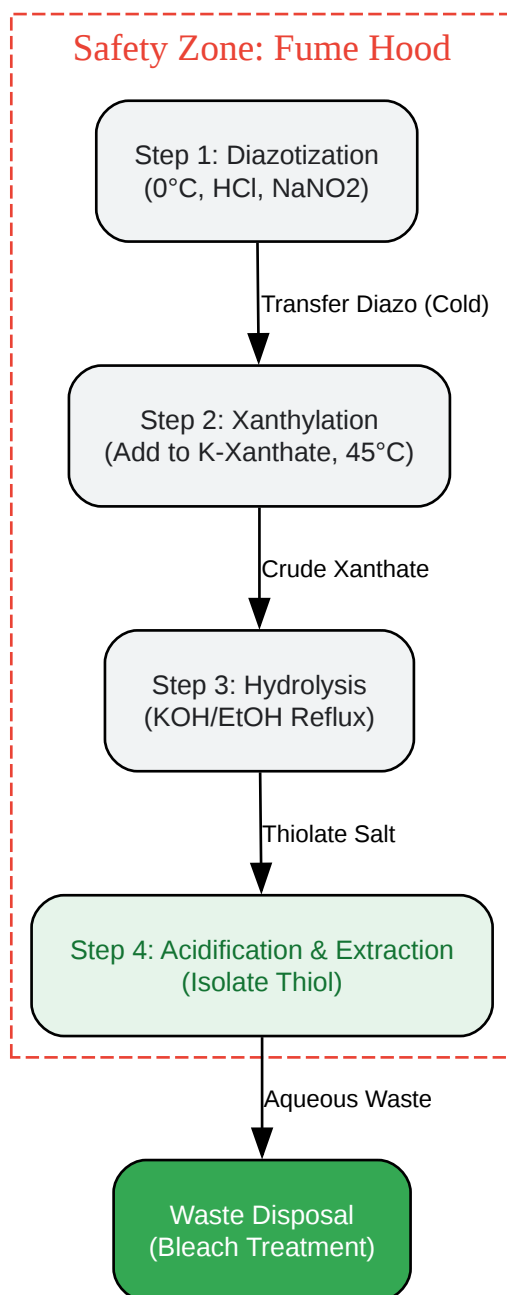 Safety Zone: Fume Hood
Step 1: Diazotization
(0°C, HCl, NaNO2)
Transfer Diazo (Cold)
Step 2: Xanthylation
(Add to K-Xanthate, 45°C)
Crude Xanthate
Step 3: Hydrolysis
(KOH/EtOH Reflux)
Thiolate Salt
Step 4: Acidification & Extraction
(Isolate Thiol)
Aqueous Waste
Waste Disposal
(Bleach Treatment)